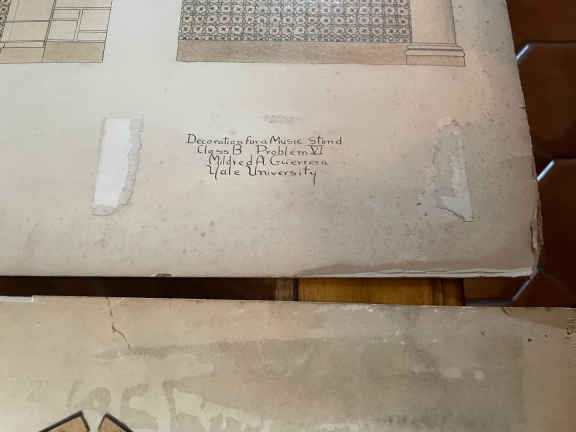 Decoration for a Music Stand
Class B Problem VI
Mildred A Guerrera
Yale University